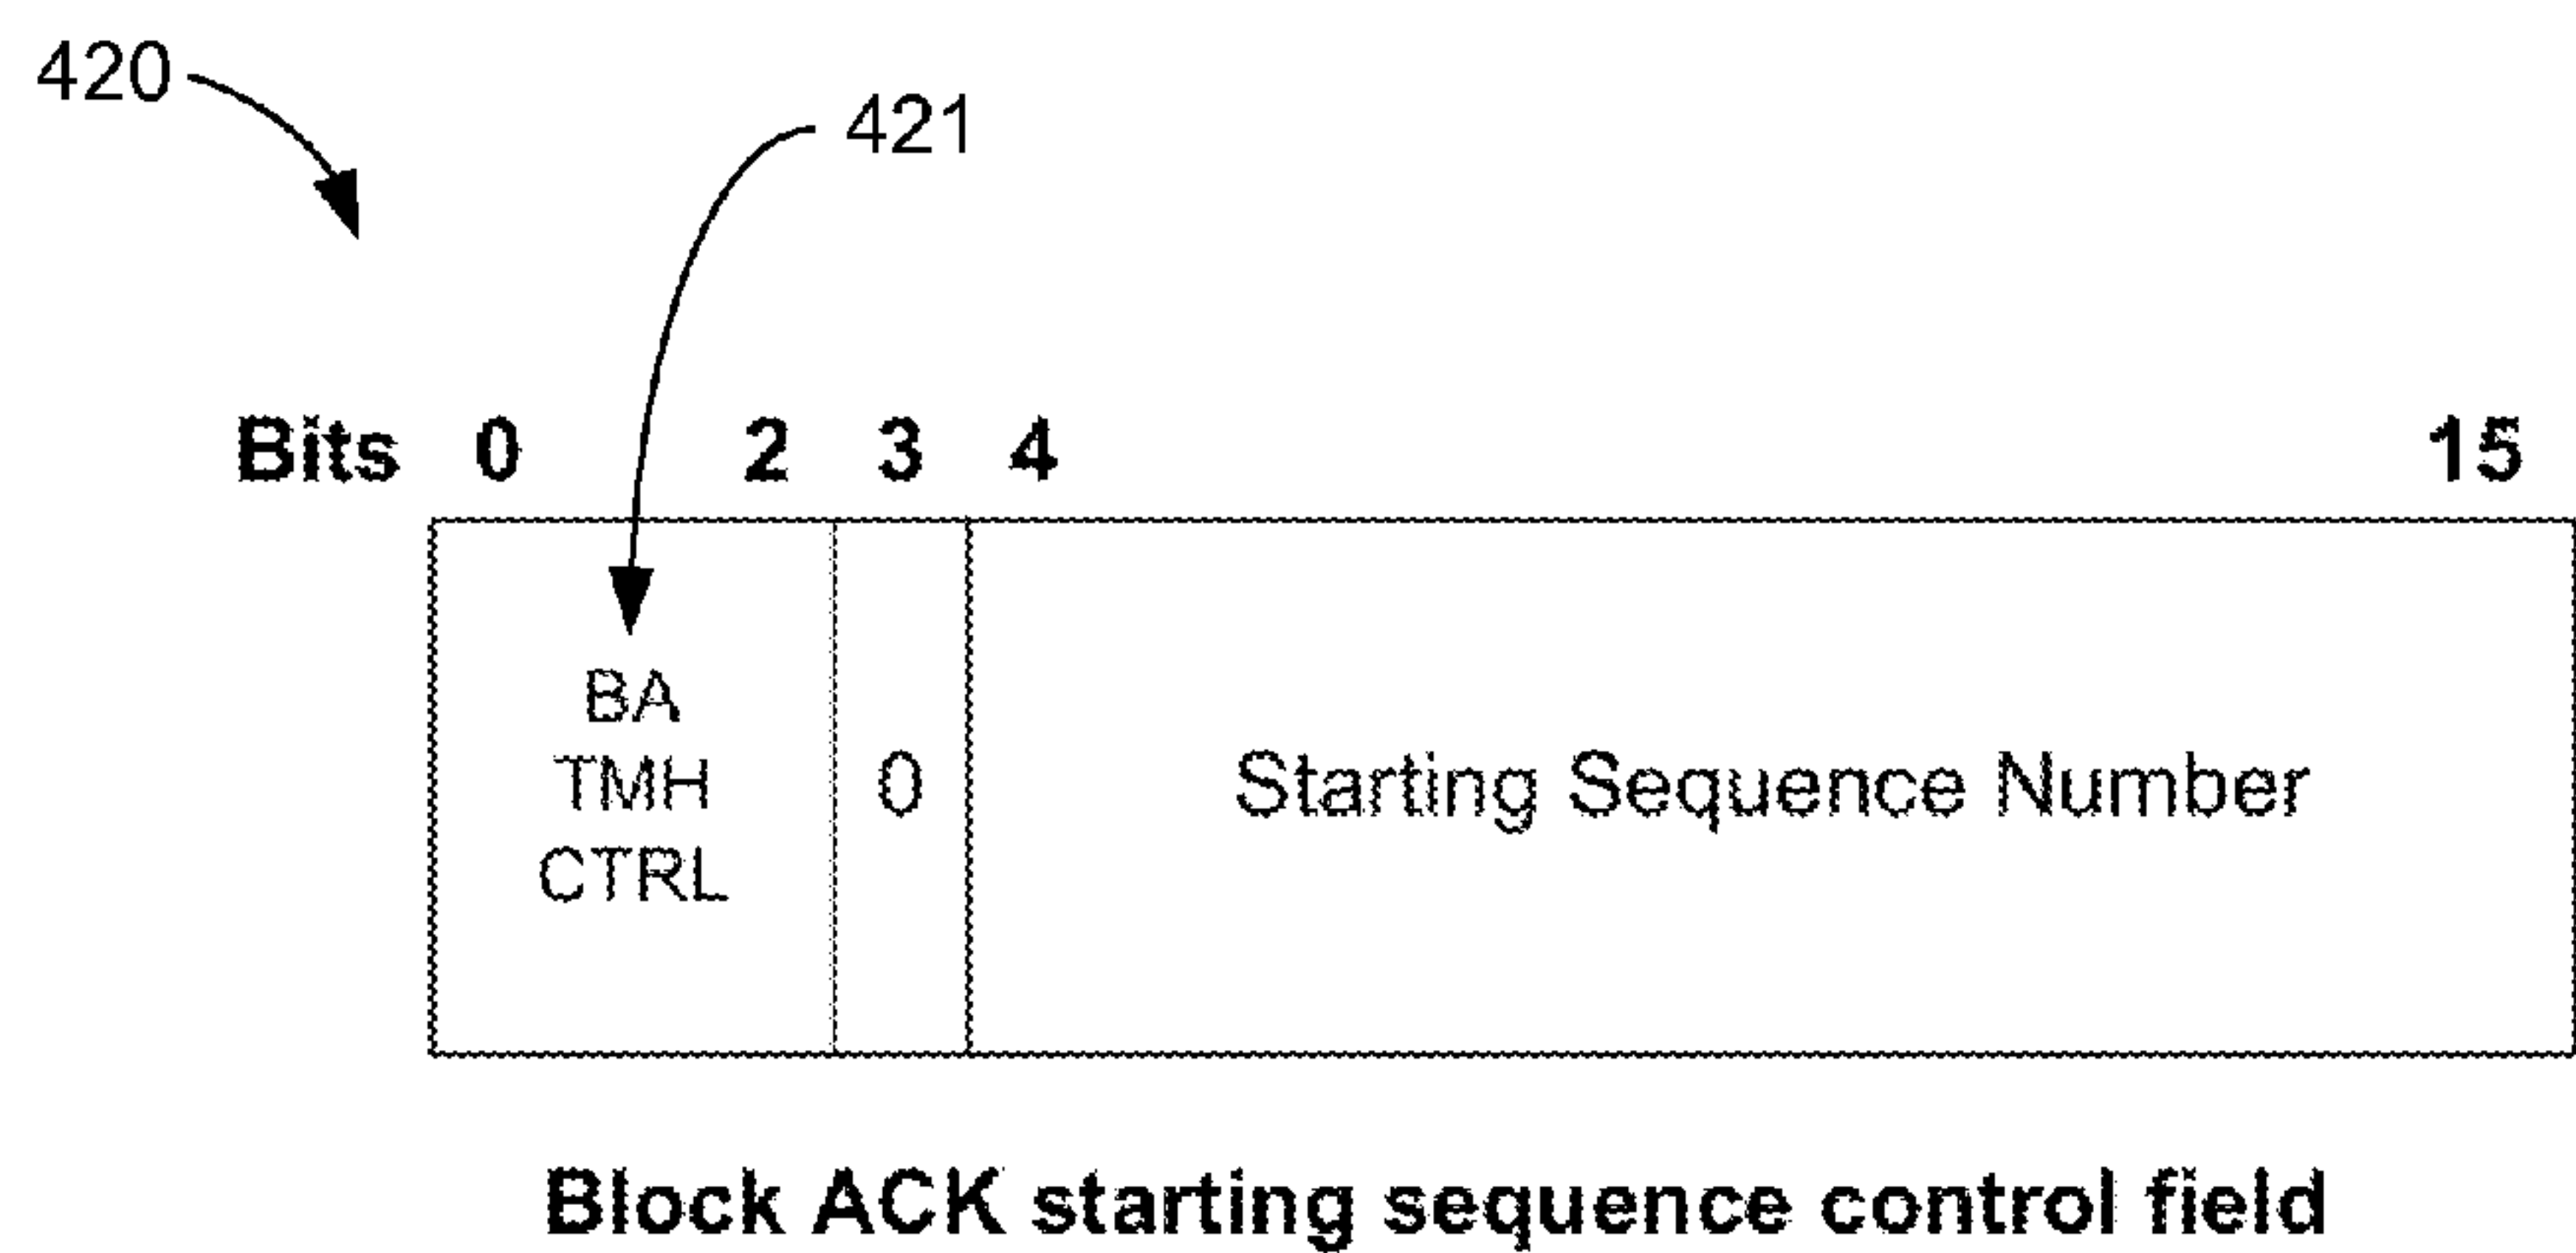 420
421
Bits 0 2 3 4 15
BA
TMH
CTRL
0
Starting Sequence Number
Block ACK starting sequence control field